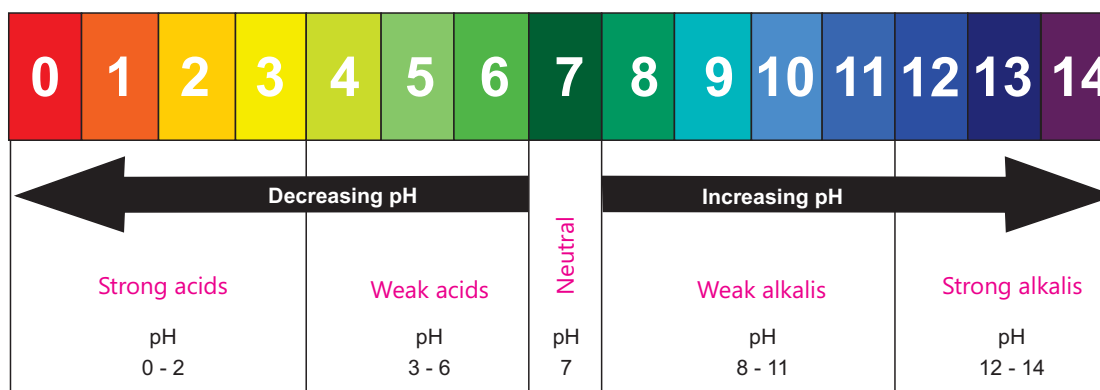 0 1 2 3 4 5 6 7 8 9 10 11 12 13 14
Decreasing pH
Increasing pH
Neutral
Strong acids
Weak acids
Weak alkalis
Strong alkalis
pH
pH
pH
pH
pH
0 - 2
3 - 6
7
8 - 11
12 - 14